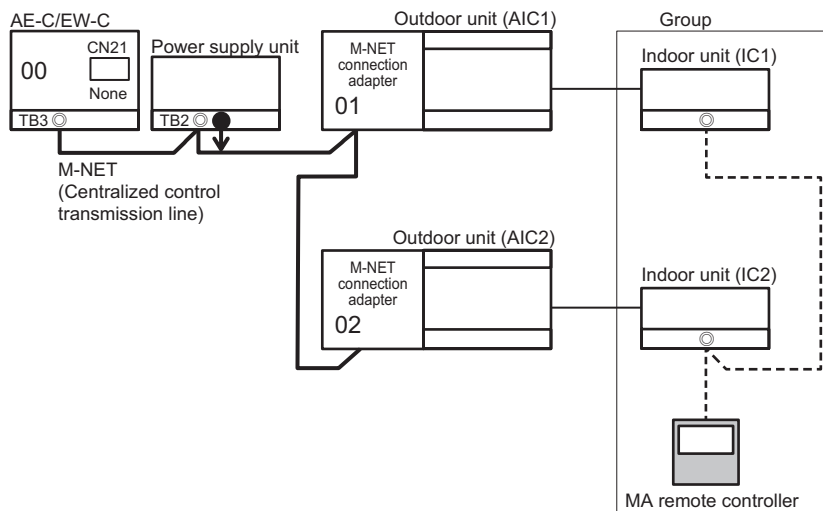 AE-C/EW-C
CN21
00
None
TB3
Power supply unit
TB2
M-NET
(Centralized control
transmission line)
Outdoor unit (AIC1)
M-NET
connection
adapter
01
Group
Indoor unit (IC1)
Outdoor unit (AIC2)
M-NET
connection
adapter
02
Indoor unit (IC2)
MA remote controller